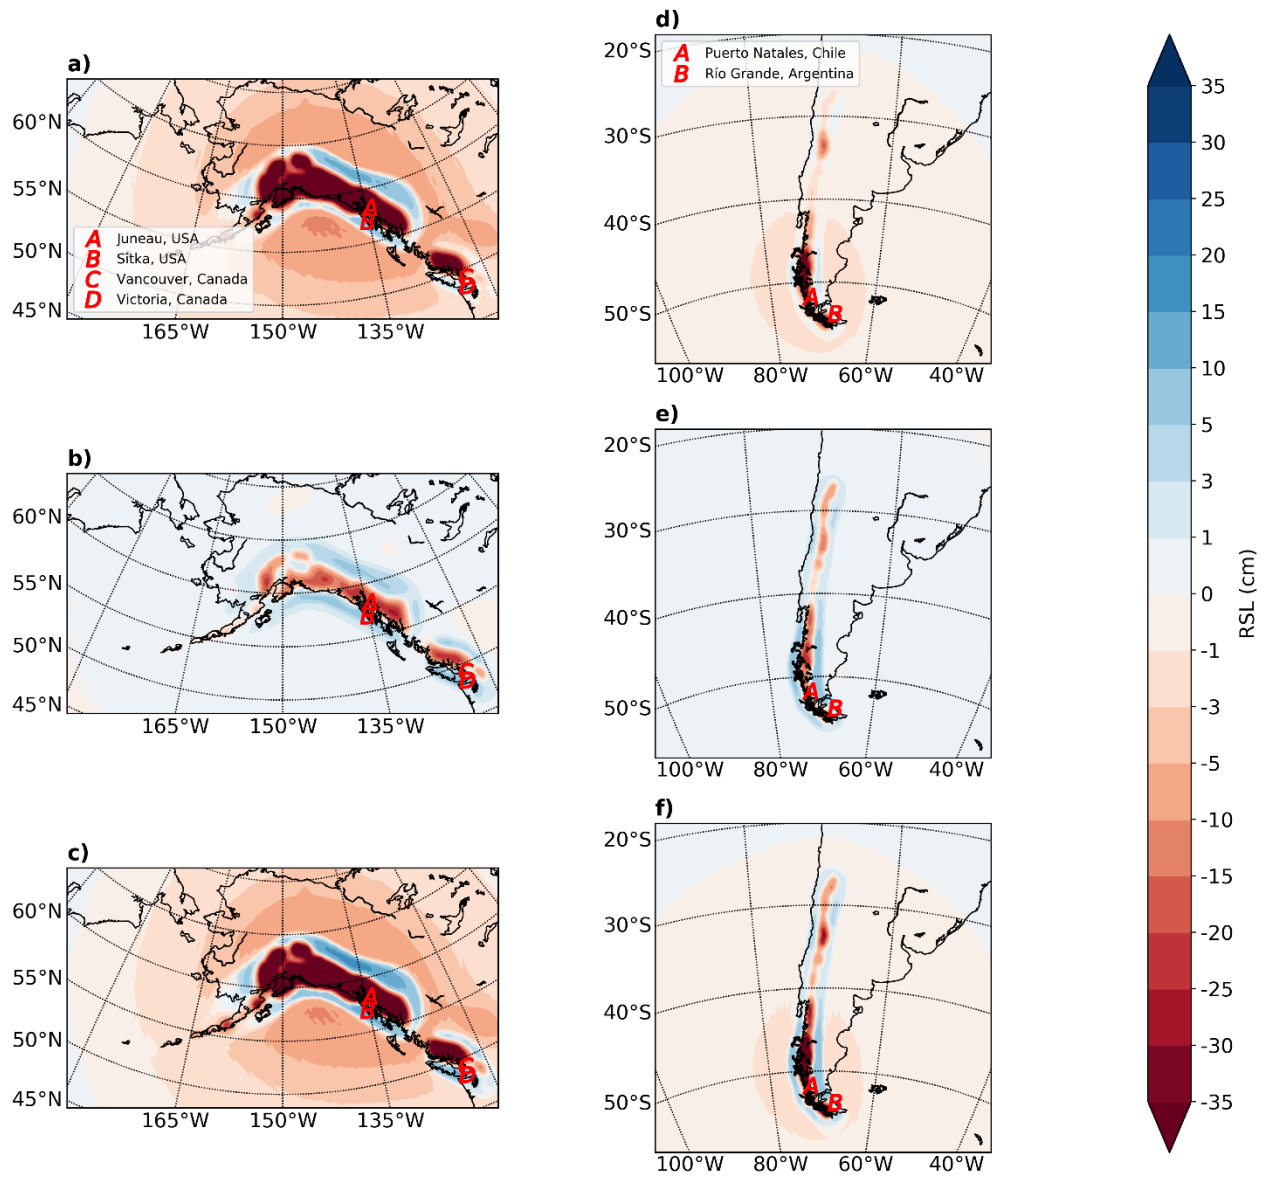 a)
60°N
55°N
50°N
45°N
A Juneau, USA
B Sitka, USA
C Vancouver, Canada
D Victoria, Canada
A
B
C
D
165°W 150°W 135°W
b)
60°N
55°N
50°N
45°N
A
B
C
D
165°W 150°W 135°W
c)
60°N
55°N
50°N
45°N
A
B
C
D
165°W 150°W 135°W
d)
A Puerto Natales, Chile
B Río Grande, Argentina
20°S
30°S
40°S
50°S
A
B
100°W 80°W 60°W 40°W
e)
20°S
30°S
40°S
50°S
A
B
100°W 80°W 60°W 40°W
f)
20°S
30°S
40°S
50°S
A
B
100°W 80°W 60°W 40°W
35
30
25
20
15
10
5
3
1
0
-1
-3
-5
-10
-15
-20
-25
-30
-35
RSL (cm)